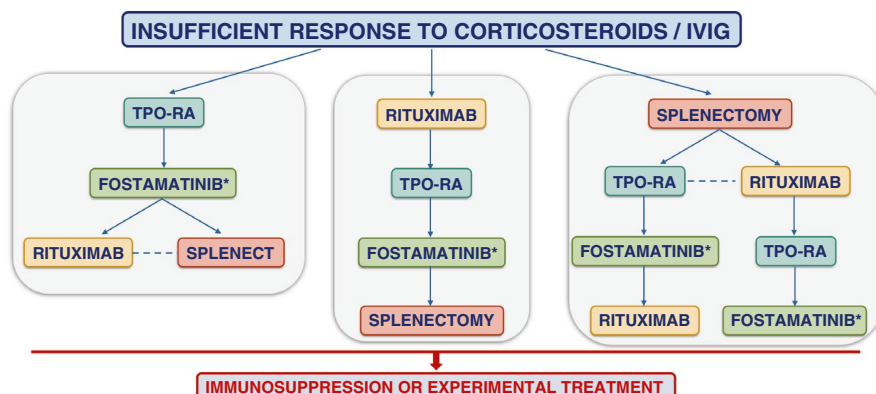 INSUFFICIENT RESPONSE TO CORTICOSTEROIDS / IVIG
TPO-RA
FOSTAMATINIB*
RITUXIMAB
SPLENECT
RITUXIMAB
TPO-RA
FOSTAMATINIB*
SPLENECTOMY
SPLENECTOMY
TPO-RA
RITUXIMAB
FOSTAMATINIB*
TPO-RA
RITUXIMAB
FOSTAMATINIB*
IMMUNOSUPPRESSION OR EXPERIMENTAL TREATMENT